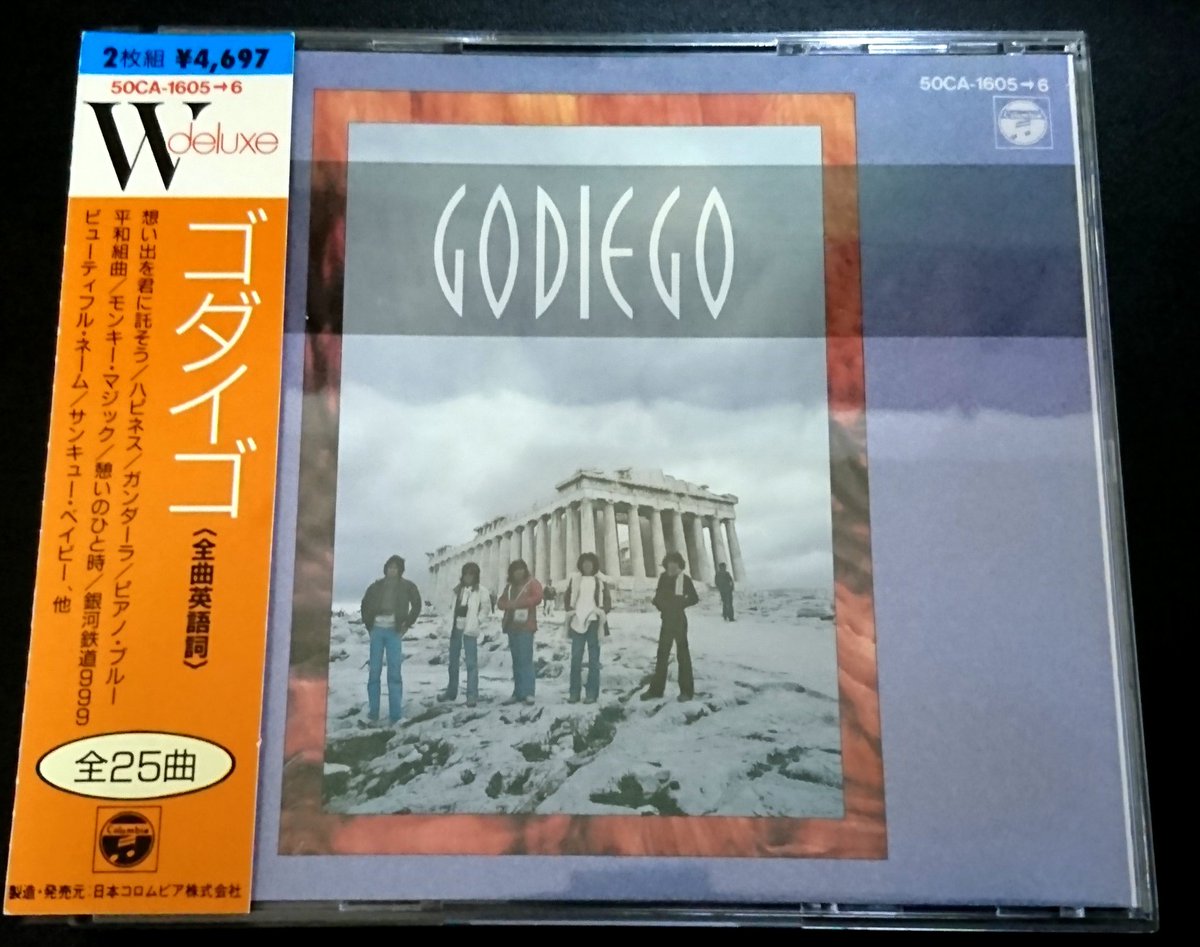 2枚組 ¥4,697
50CA-1605→6
W deluxe
ゴダイゴ
〈全曲英語詞〉
想い出を君に託そう/ハピネス/ガンダーラ/ピアノ・ブルー
平和組曲/モンキー・マジック/憩いのひと時/銀河鉄道999
ビューティフル・ネーム/サンキュー・ベイビー、他
全25曲
Columbia
製造・発売元 日本コロムビア株式会社
50CA-1605→6
Columbia
GODIEGO